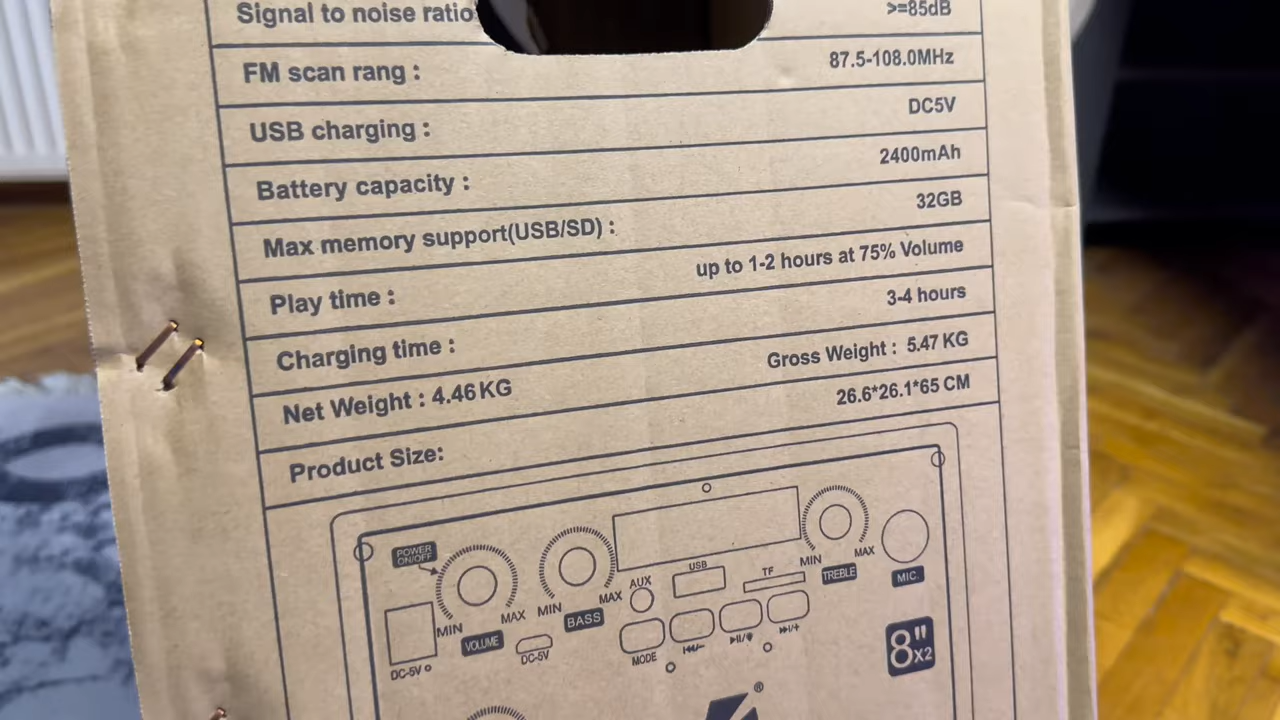 Signal to noise ratio >=85dB
FM scan rang : 87.5-108.0MHz
USB charging : DC5V
Battery capacity : 2400mAh
Max memory support(USB/SD) : 32GB
Play time : up to 1-2 hours at 75% Volume
Charging time : 3-4 hours
Net Weight : 4.46 KG Gross Weight : 5.47 KG
Product Size: 26.6*26.1*65 CM
POWER
ON/OFF
MIN MAX
VOLUME
DC-5V
DC-5V
MIN MAX
BASS
AUX
USB
TF
MODE
⏮/-
⏯/
⏭/+
MIN MAX
TREBLE
MIC.
8"X2
®